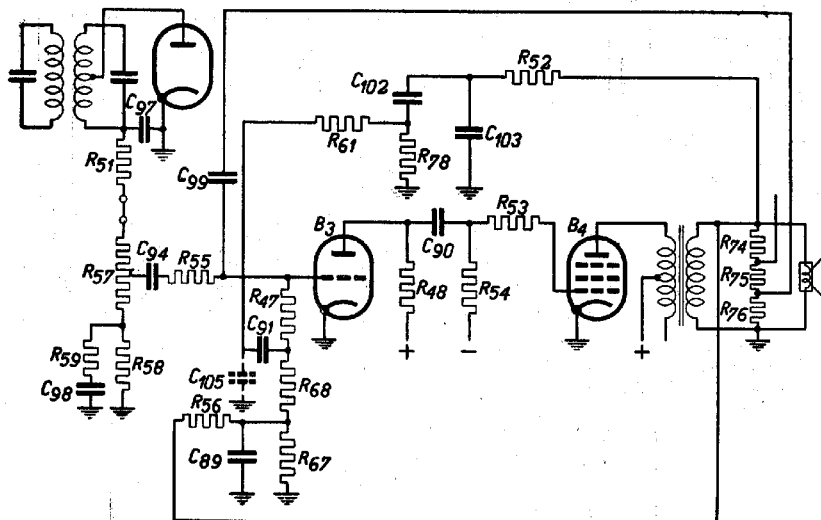 C97
R51
R52
C102
R61
R78
C103
C99
C94
R55
R57
R59
R58
C98
B3
C90
R53
B4
R48
R54
R47
C91
C105
R68
R56
C89
R67
R74
R75
R76
+
−
+